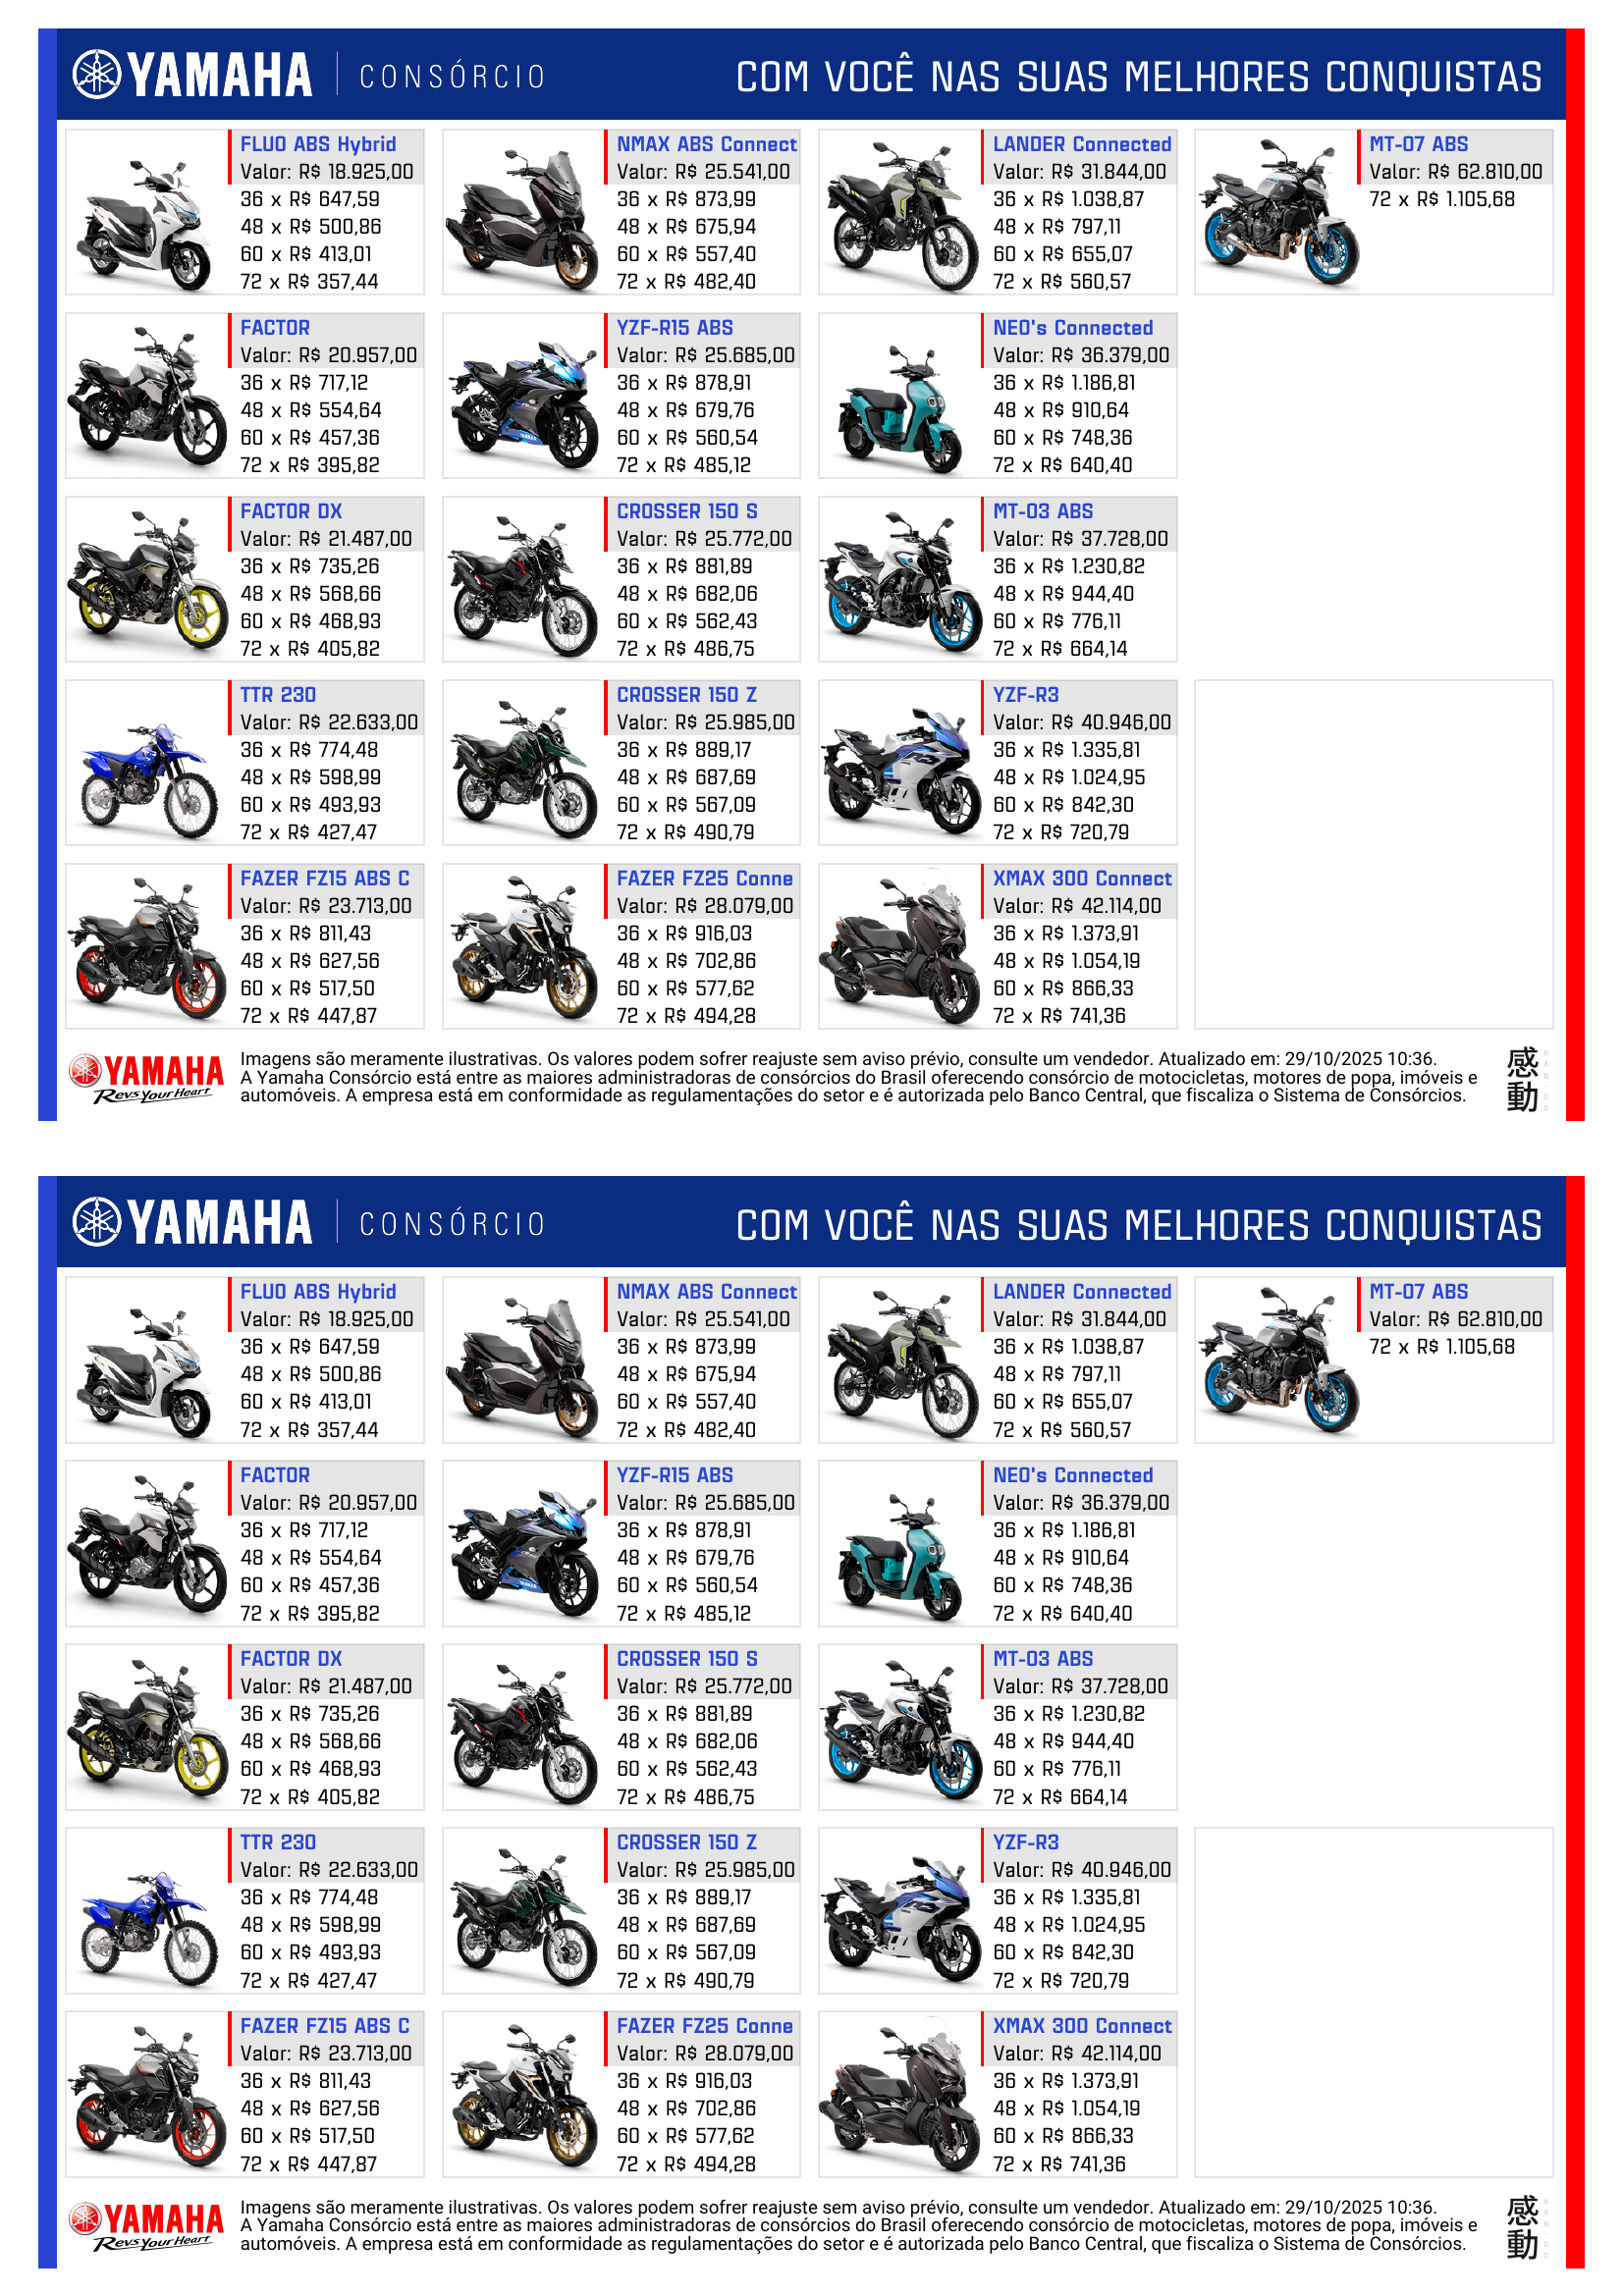 YAMAHA CONSÓRCIO
COM VOCÊ NAS SUAS MELHORES CONQUISTAS
FLUO ABS Hybrid
Valor: R$ 18.925,00
36 x R$ 647,59
48 x R$ 500,86
60 x R$ 413,01
72 x R$ 357,44
FACTOR
Valor: R$ 20.957,00
36 x R$ 717,12
48 x R$ 554,64
60 x R$ 457,36
72 x R$ 395,82
FACTOR DX
Valor: R$ 21.487,00
36 x R$ 735,26
48 x R$ 568,66
60 x R$ 468,93
72 x R$ 405,82
TTR 230
Valor: R$ 22.633,00
36 x R$ 774,48
48 x R$ 598,99
60 x R$ 493,93
72 x R$ 427,47
FAZER FZ15 ABS C
Valor: R$ 23.713,00
36 x R$ 811,43
48 x R$ 627,56
60 x R$ 517,50
72 x R$ 447,87
NMAX ABS Connect
Valor: R$ 25.541,00
36 x R$ 873,99
48 x R$ 675,94
60 x R$ 557,40
72 x R$ 482,40
YZF-R15 ABS
Valor: R$ 25.685,00
36 x R$ 878,91
48 x R$ 679,76
60 x R$ 560,54
72 x R$ 485,12
CROSSER 150 S
Valor: R$ 25.772,00
36 x R$ 881,89
48 x R$ 682,06
60 x R$ 562,43
72 x R$ 486,75
CROSSER 150 Z
Valor: R$ 25.985,00
36 x R$ 889,17
48 x R$ 687,69
60 x R$ 567,09
72 x R$ 490,79
FAZER FZ25 Conne
Valor: R$ 28.079,00
36 x R$ 916,03
48 x R$ 702,86
60 x R$ 577,62
72 x R$ 494,28
LANDER Connected
Valor: R$ 31.844,00
36 x R$ 1.038,87
48 x R$ 797,11
60 x R$ 655,07
72 x R$ 560,57
NEO's Connected
Valor: R$ 36.379,00
36 x R$ 1.186,81
48 x R$ 910,64
60 x R$ 748,36
72 x R$ 640,40
MT-03 ABS
Valor: R$ 37.728,00
36 x R$ 1.230,82
48 x R$ 944,40
60 x R$ 776,11
72 x R$ 664,14
YZF-R3
Valor: R$ 40.946,00
36 x R$ 1.335,81
48 x R$ 1.024,95
60 x R$ 842,30
72 x R$ 720,79
XMAX 300 Connect
Valor: R$ 42.114,00
36 x R$ 1.373,91
48 x R$ 1.054,19
60 x R$ 866,33
72 x R$ 741,36
MT-07 ABS
Valor: R$ 62.810,00
72 x R$ 1.105,68
YAMAHA
Revs Your Heart
Imagens são meramente ilustrativas. Os valores podem sofrer reajuste sem aviso prévio, consulte um vendedor. Atualizado em: 29/10/2025 10:36.
A Yamaha Consórcio está entre as maiores administradoras de consórcios do Brasil oferecendo consórcio de motocicletas, motores de popa, imóveis e
automóveis. A empresa está em conformidade as regulamentações do setor e é autorizada pelo Banco Central, que fiscaliza o Sistema de Consórcios.
感動
YAMAHA CONSÓRCIO
COM VOCÊ NAS SUAS MELHORES CONQUISTAS
FLUO ABS Hybrid
Valor: R$ 18.925,00
36 x R$ 647,59
48 x R$ 500,86
60 x R$ 413,01
72 x R$ 357,44
FACTOR
Valor: R$ 20.957,00
36 x R$ 717,12
48 x R$ 554,64
60 x R$ 457,36
72 x R$ 395,82
FACTOR DX
Valor: R$ 21.487,00
36 x R$ 735,26
48 x R$ 568,66
60 x R$ 468,93
72 x R$ 405,82
TTR 230
Valor: R$ 22.633,00
36 x R$ 774,48
48 x R$ 598,99
60 x R$ 493,93
72 x R$ 427,47
FAZER FZ15 ABS C
Valor: R$ 23.713,00
36 x R$ 811,43
48 x R$ 627,56
60 x R$ 517,50
72 x R$ 447,87
NMAX ABS Connect
Valor: R$ 25.541,00
36 x R$ 873,99
48 x R$ 675,94
60 x R$ 557,40
72 x R$ 482,40
YZF-R15 ABS
Valor: R$ 25.685,00
36 x R$ 878,91
48 x R$ 679,76
60 x R$ 560,54
72 x R$ 485,12
CROSSER 150 S
Valor: R$ 25.772,00
36 x R$ 881,89
48 x R$ 682,06
60 x R$ 562,43
72 x R$ 486,75
CROSSER 150 Z
Valor: R$ 25.985,00
36 x R$ 889,17
48 x R$ 687,69
60 x R$ 567,09
72 x R$ 490,79
FAZER FZ25 Conne
Valor: R$ 28.079,00
36 x R$ 916,03
48 x R$ 702,86
60 x R$ 577,62
72 x R$ 494,28
LANDER Connected
Valor: R$ 31.844,00
36 x R$ 1.038,87
48 x R$ 797,11
60 x R$ 655,07
72 x R$ 560,57
NEO's Connected
Valor: R$ 36.379,00
36 x R$ 1.186,81
48 x R$ 910,64
60 x R$ 748,36
72 x R$ 640,40
MT-03 ABS
Valor: R$ 37.728,00
36 x R$ 1.230,82
48 x R$ 944,40
60 x R$ 776,11
72 x R$ 664,14
YZF-R3
Valor: R$ 40.946,00
36 x R$ 1.335,81
48 x R$ 1.024,95
60 x R$ 842,30
72 x R$ 720,79
XMAX 300 Connect
Valor: R$ 42.114,00
36 x R$ 1.373,91
48 x R$ 1.054,19
60 x R$ 866,33
72 x R$ 741,36
MT-07 ABS
Valor: R$ 62.810,00
72 x R$ 1.105,68
YAMAHA
Revs Your Heart
Imagens são meramente ilustrativas. Os valores podem sofrer reajuste sem aviso prévio, consulte um vendedor. Atualizado em: 29/10/2025 10:36.
A Yamaha Consórcio está entre as maiores administradoras de consórcios do Brasil oferecendo consórcio de motocicletas, motores de popa, imóveis e
automóveis. A empresa está em conformidade as regulamentações do setor e é autorizada pelo Banco Central, que fiscaliza o Sistema de Consórcios.
感動